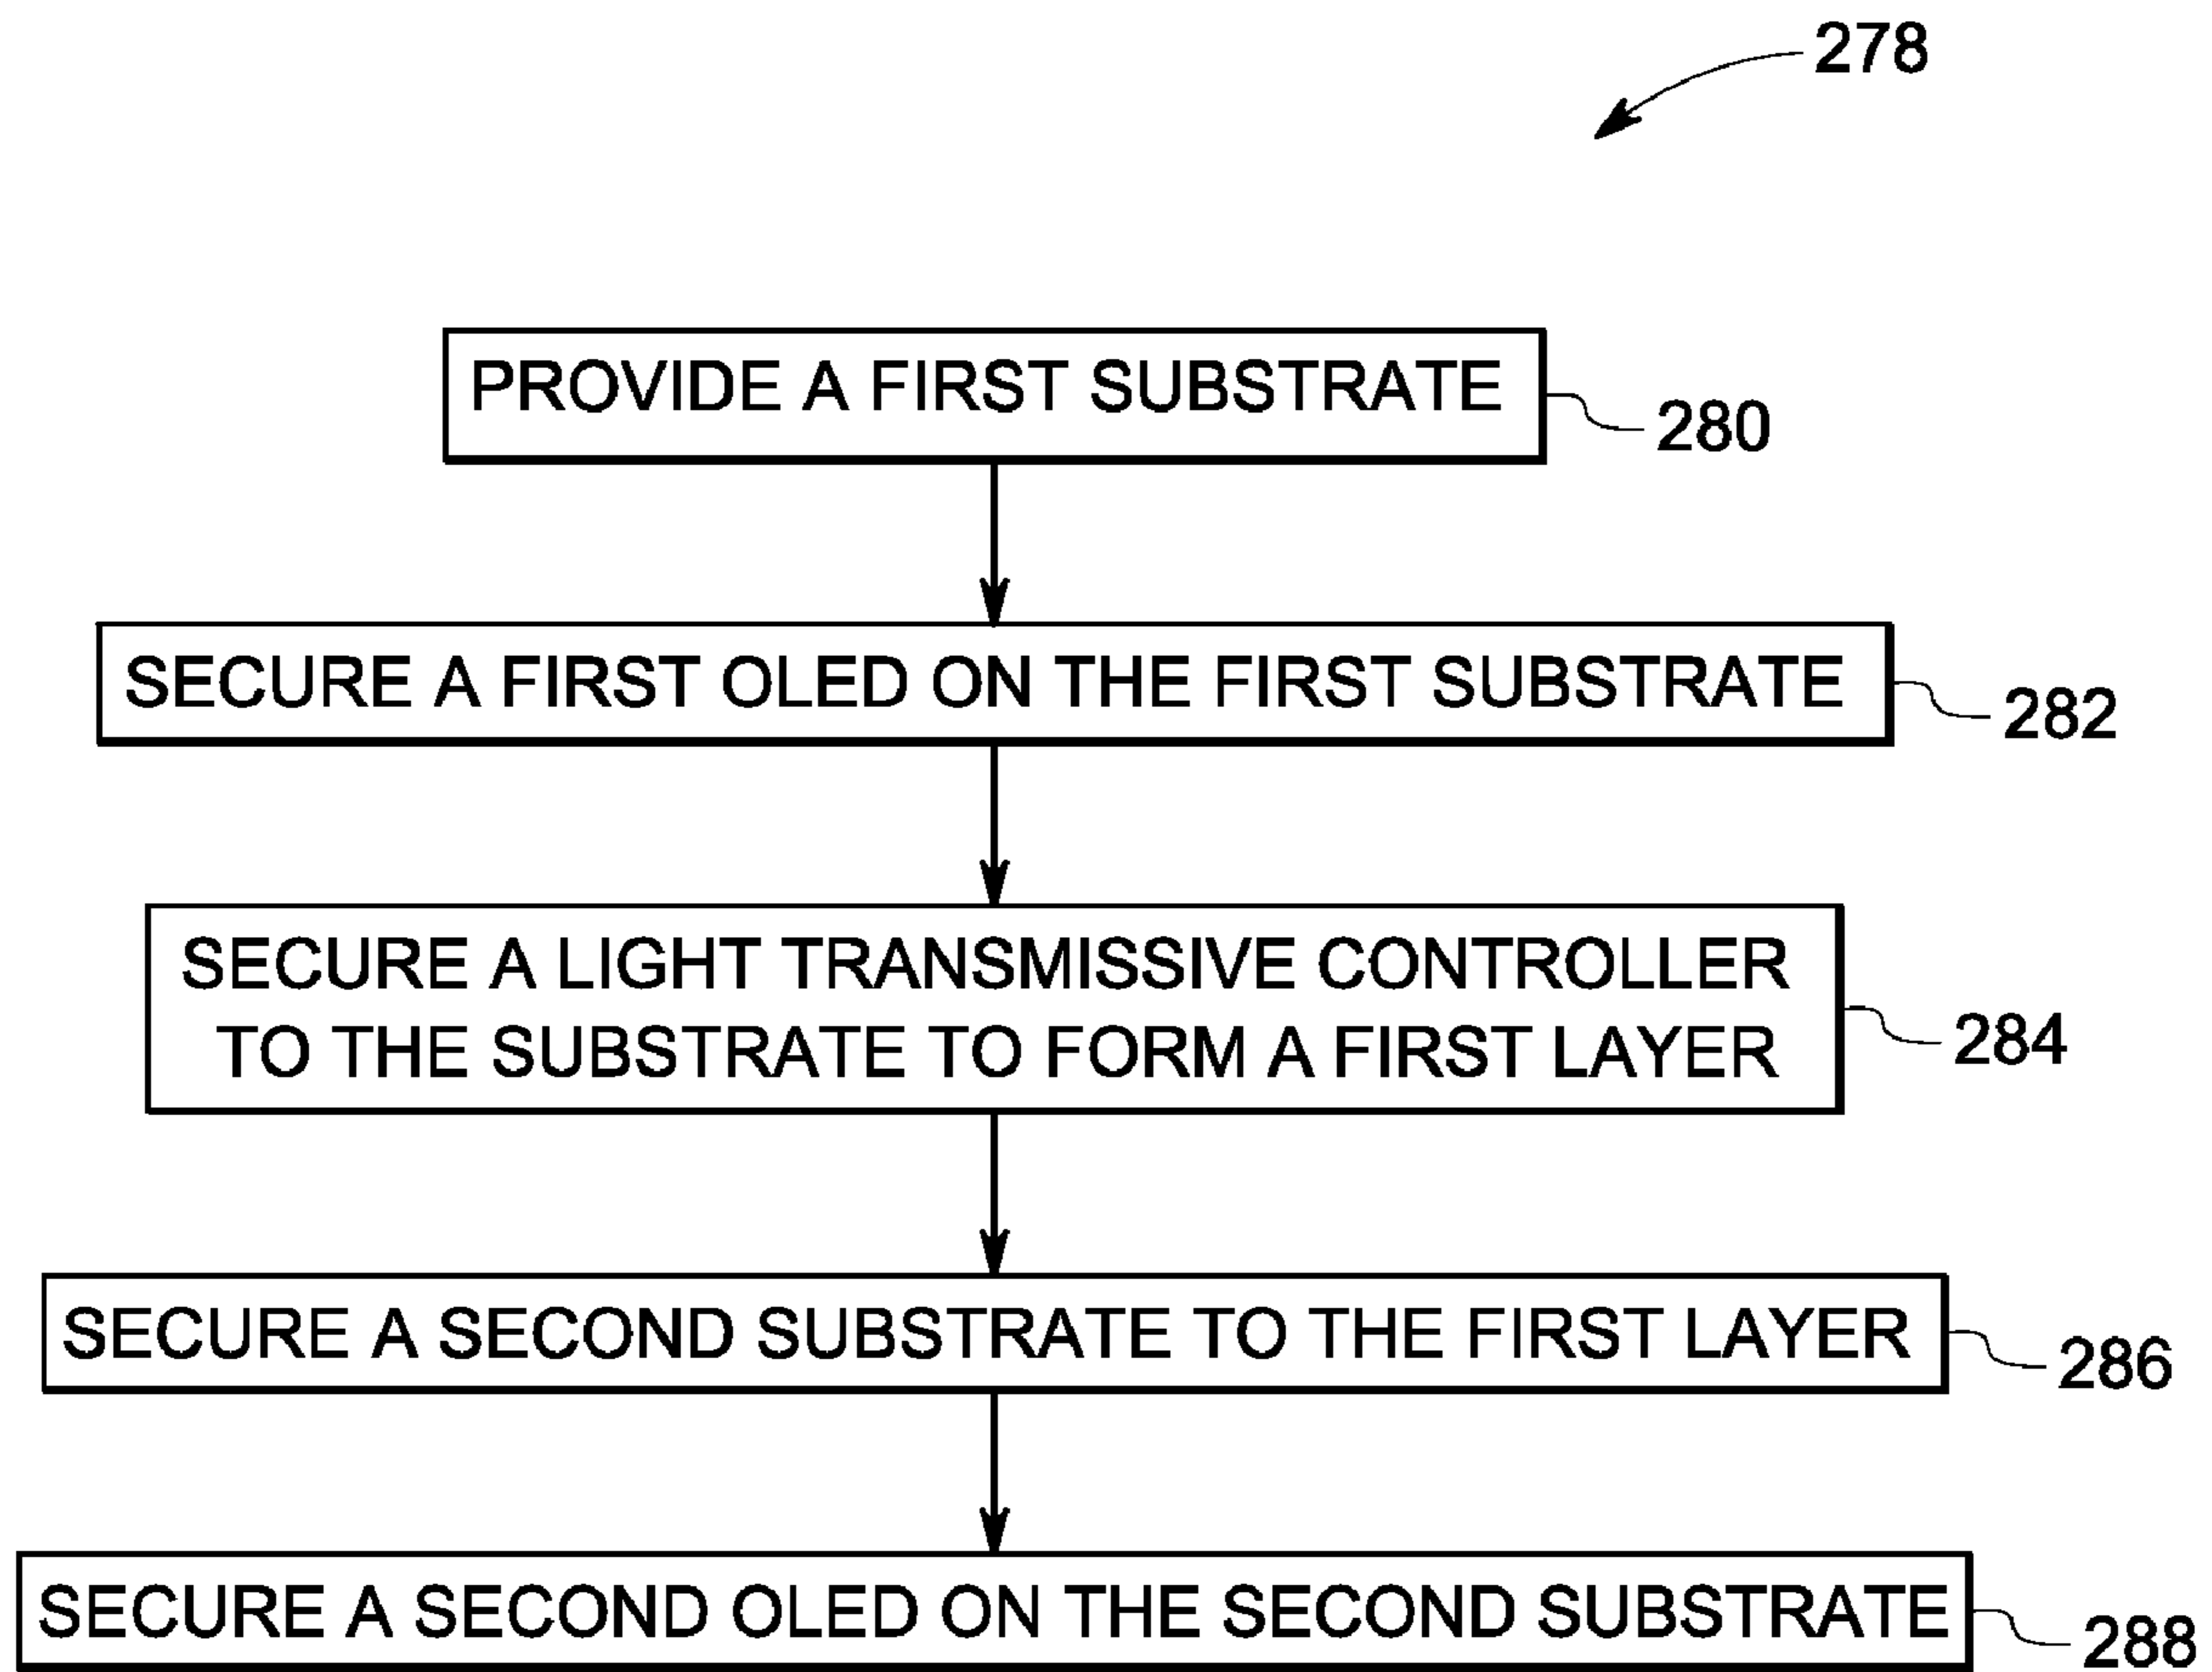 278
PROVIDE A FIRST SUBSTRATE
280
SECURE A FIRST OLED ON THE FIRST SUBSTRATE
282
SECURE A LIGHT TRANSMISSIVE CONTROLLER
TO THE SUBSTRATE TO FORM A FIRST LAYER
284
SECURE A SECOND SUBSTRATE TO THE FIRST LAYER
286
SECURE A SECOND OLED ON THE SECOND SUBSTRATE
288